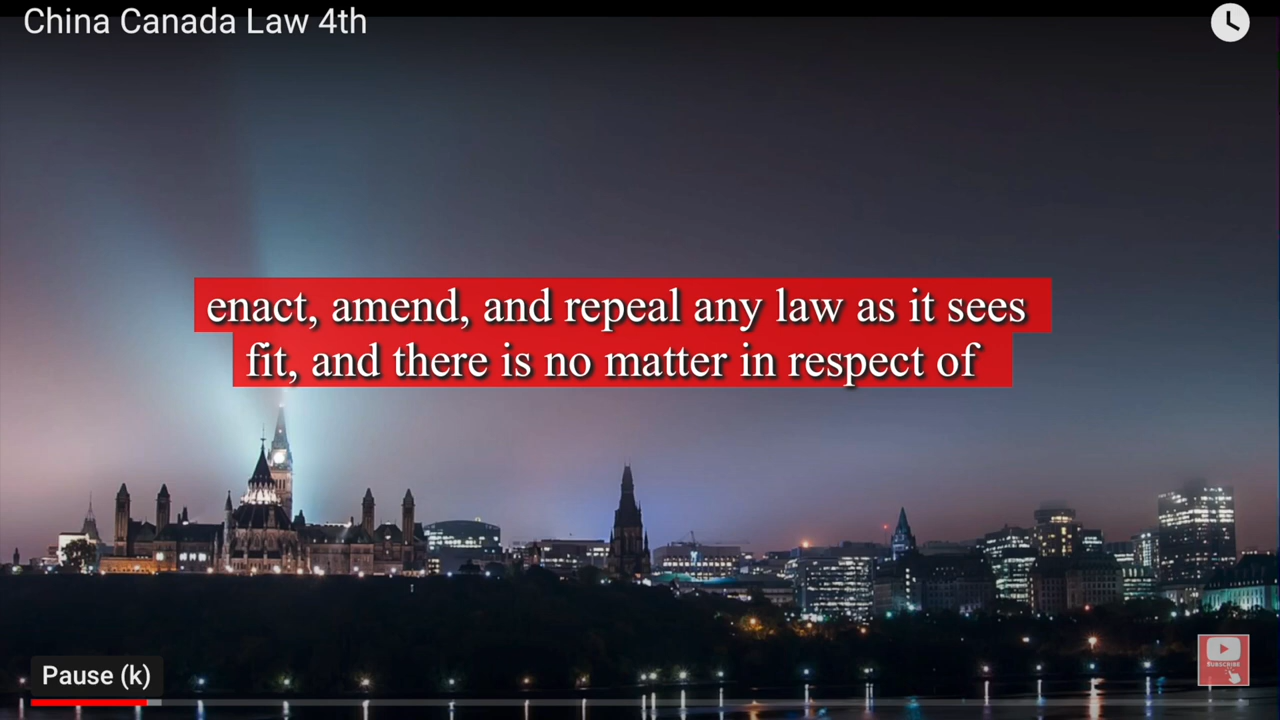 China Canada Law 4th
enact, amend, and repeal any law as it sees
fit, and there is no matter in respect of
SUBSCRIBE
Pause (k)